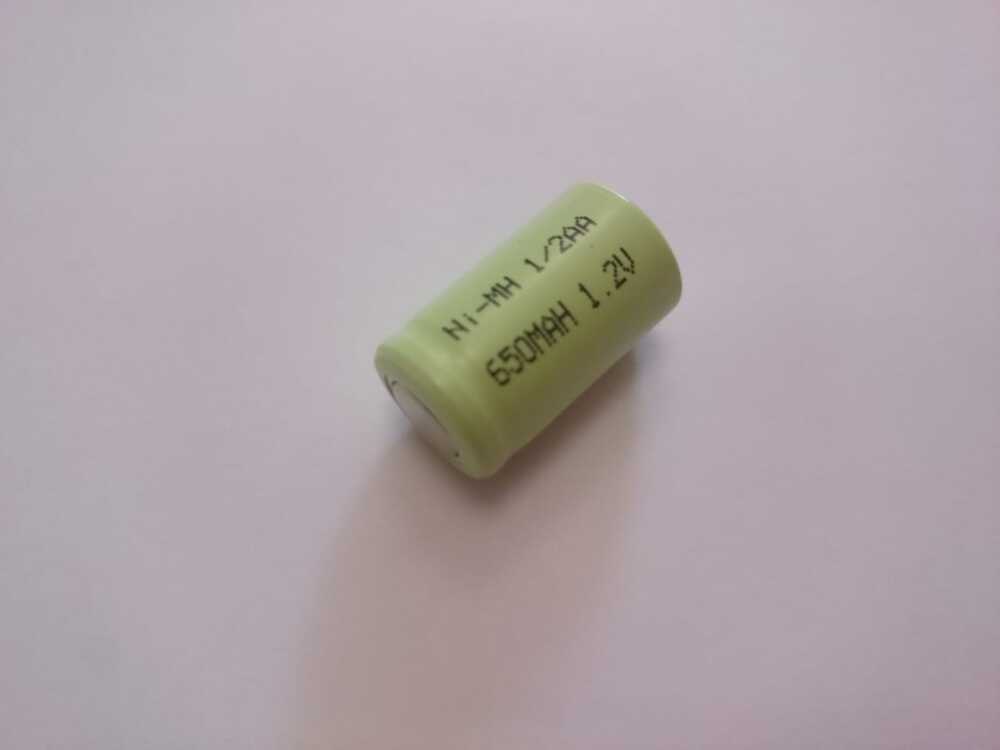 Ni-MH 1/2AA
650MAH 1.2V